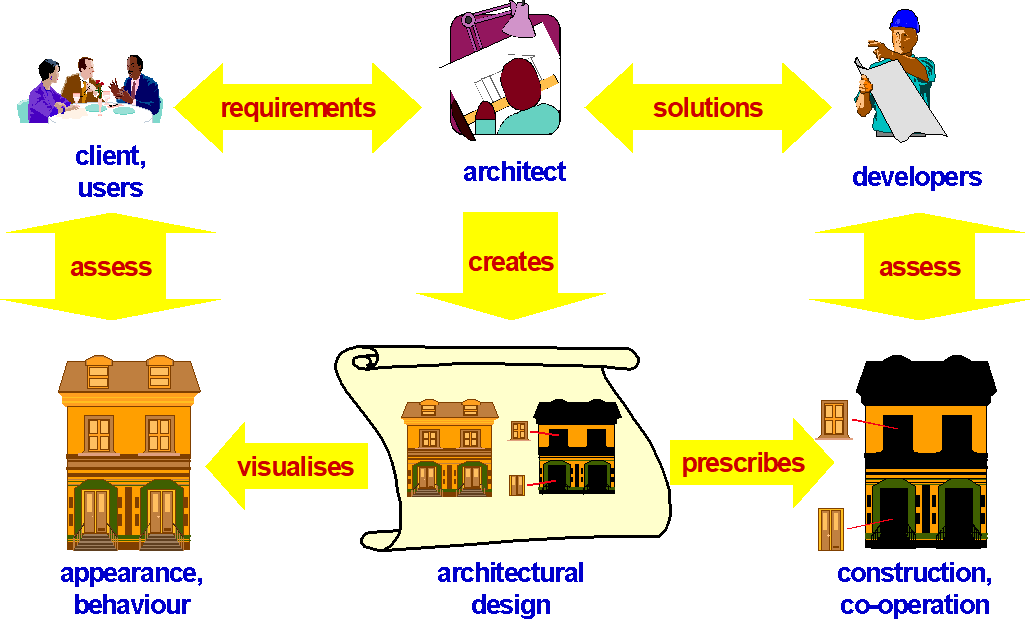 requirements
solutions
client,
users
architect
developers
assess
creates
assess
visualises
prescribes
appearance,
behaviour
architectural
design
construction,
co-operation